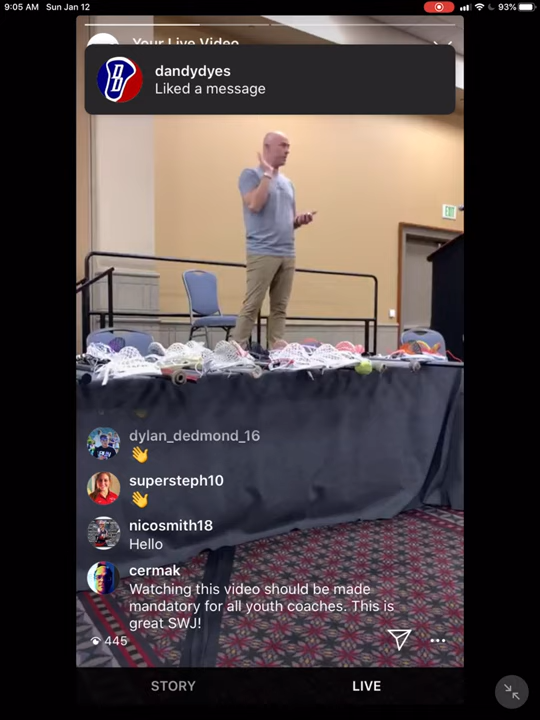 9:05 AM Sun Jan 12
93%
Your Live Video
dandydyes
Liked a message
EXIT
dylan_dedmond_16
👋
supersteph10
👋
nicosmith18
Hello
cermak
Watching this video should be made
mandatory for all youth coaches. This is
great SWJ!
445
STORY LIVE